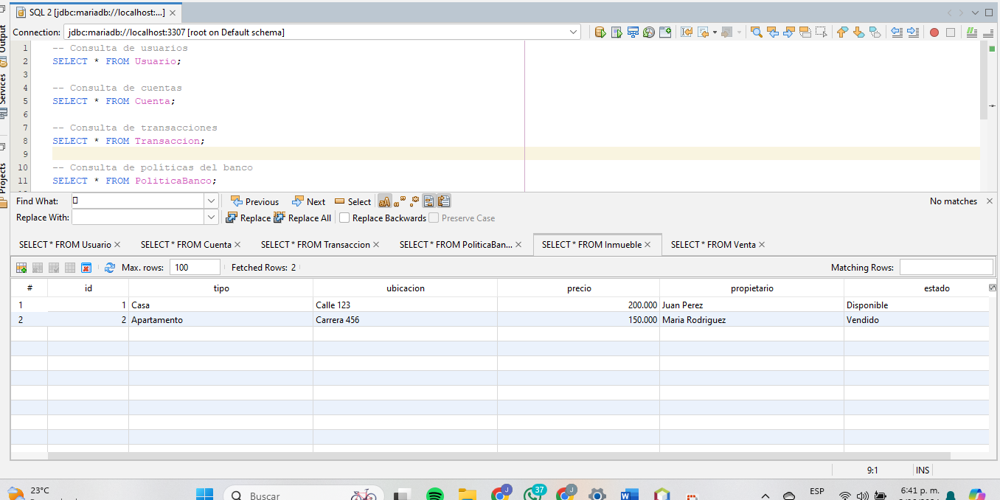 SQL 2 [jdbc:mariadb://localhost:...]
Connection: jdbc:mariadb://localhost:3307 [root on Default schema]
Output
Services
Projects
1 -- Consulta de usuarios
2 SELECT * FROM Usuario;
3
4 -- Consulta de cuentas
5 SELECT * FROM Cuenta;
6
7 -- Consulta de transacciones
8 SELECT * FROM Transaccion;
9
10 -- Consulta de políticas del banco
11 SELECT * FROM PoliticaBanco;
Find What: Previous Next Select No matches
Replace With: Replace Replace All Replace Backwards Preserve Case
SELECT * FROM Usuario SELECT * FROM Cuenta SELECT * FROM Transaccion SELECT * FROM PoliticaBan... SELECT * FROM Inmueble SELECT * FROM Venta
Max. rows: 100 Fetched Rows: 2 Matching Rows:
# id tipo ubicacion precio propietario estado
1 1 Casa Calle 123 200.000 Juan Perez Disponible
2 2 Apartamento Carrera 456 150.000 Maria Rodriguez Vendido
9:1 INS
23°C
Buscar
J
37
J
ESP
6:41 p. m.